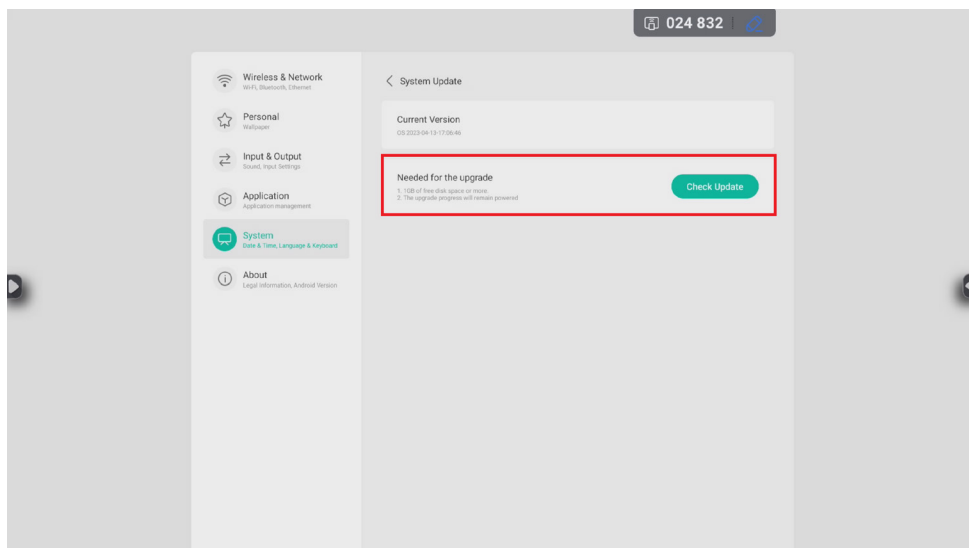 024 832
Wireless & Network
Wi-Fi, Bluetooth, Ethernet
Personal
Wallpaper
Input & Output
Sound, Input Settings
Application
Application management
System
Date & Time, Language & Keyboard
About
Legal Information, Android Version
System Update
Current Version
OS 2023-04-13-17:06:46
Needed for the upgrade
1. 1GB of free disk space or more.
2. The upgrade progress will remain powered
Check Update